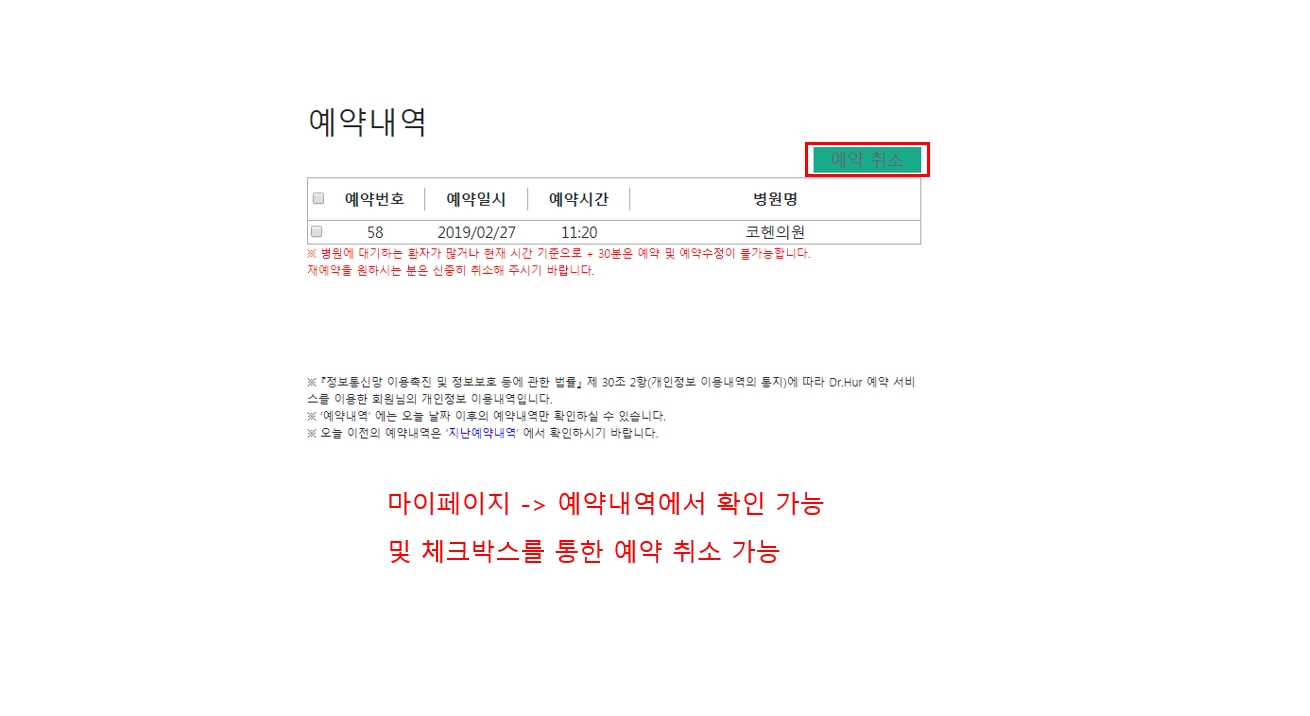 예약내역
예약 취소
예약번호 예약일시 예약시간 병원명
58 2019/02/27 11:20 코헨의원
※ 병원에 대기하는 환자가 많거나 현재 시간 기준으로 + 30분은 예약 및 예약수정이 불가능합니다.
재예약을 원하시는 분은 신중히 취소해 주시기 바랍니다.
※『정보통신망 이용촉진 및 정보보호 등에 관한 법률』 제 30조 2항(개인정보 이용내역의 통지)에 따라 Dr.Hur 예약 서비
스를 이용한 회원님의 개인정보 이용내역입니다.
※ '예약내역' 에는 오늘 날짜 이후의 예약내역만 확인하실 수 있습니다.
※ 오늘 이전의 예약내역은 '지난예약내역' 에서 확인하시기 바랍니다.
마이페이지 -> 예약내역에서 확인 가능
및 체크박스를 통한 예약 취소 가능